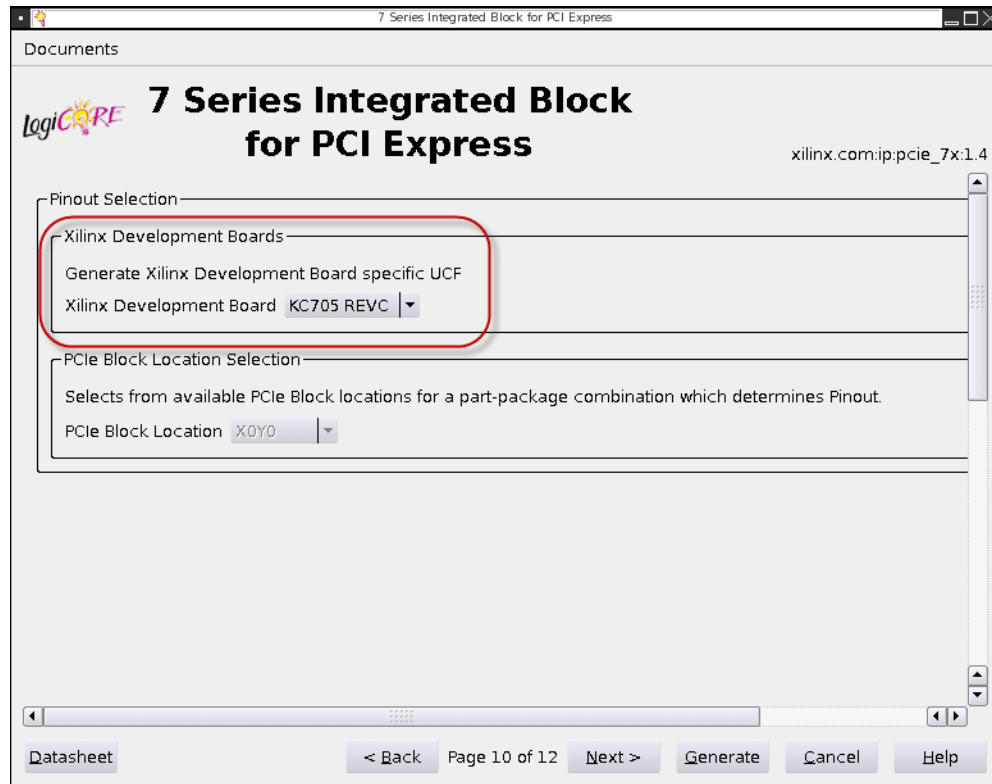 7 Series Integrated Block for PCI Express
Documents
LogiCORE
7 Series Integrated Block
for PCI Express
xilinx.com:ip:pcie_7x:1.4
Pinout Selection
Xilinx Development Boards
Generate Xilinx Development Board specific UCF
Xilinx Development Board KC705 REVC
PCIe Block Location Selection
Selects from available PCIe Block locations for a part-package combination which determines Pinout.
PCIe Block Location X0Y0
Datasheet < Back Page 10 of 12 Next > Generate Cancel Help